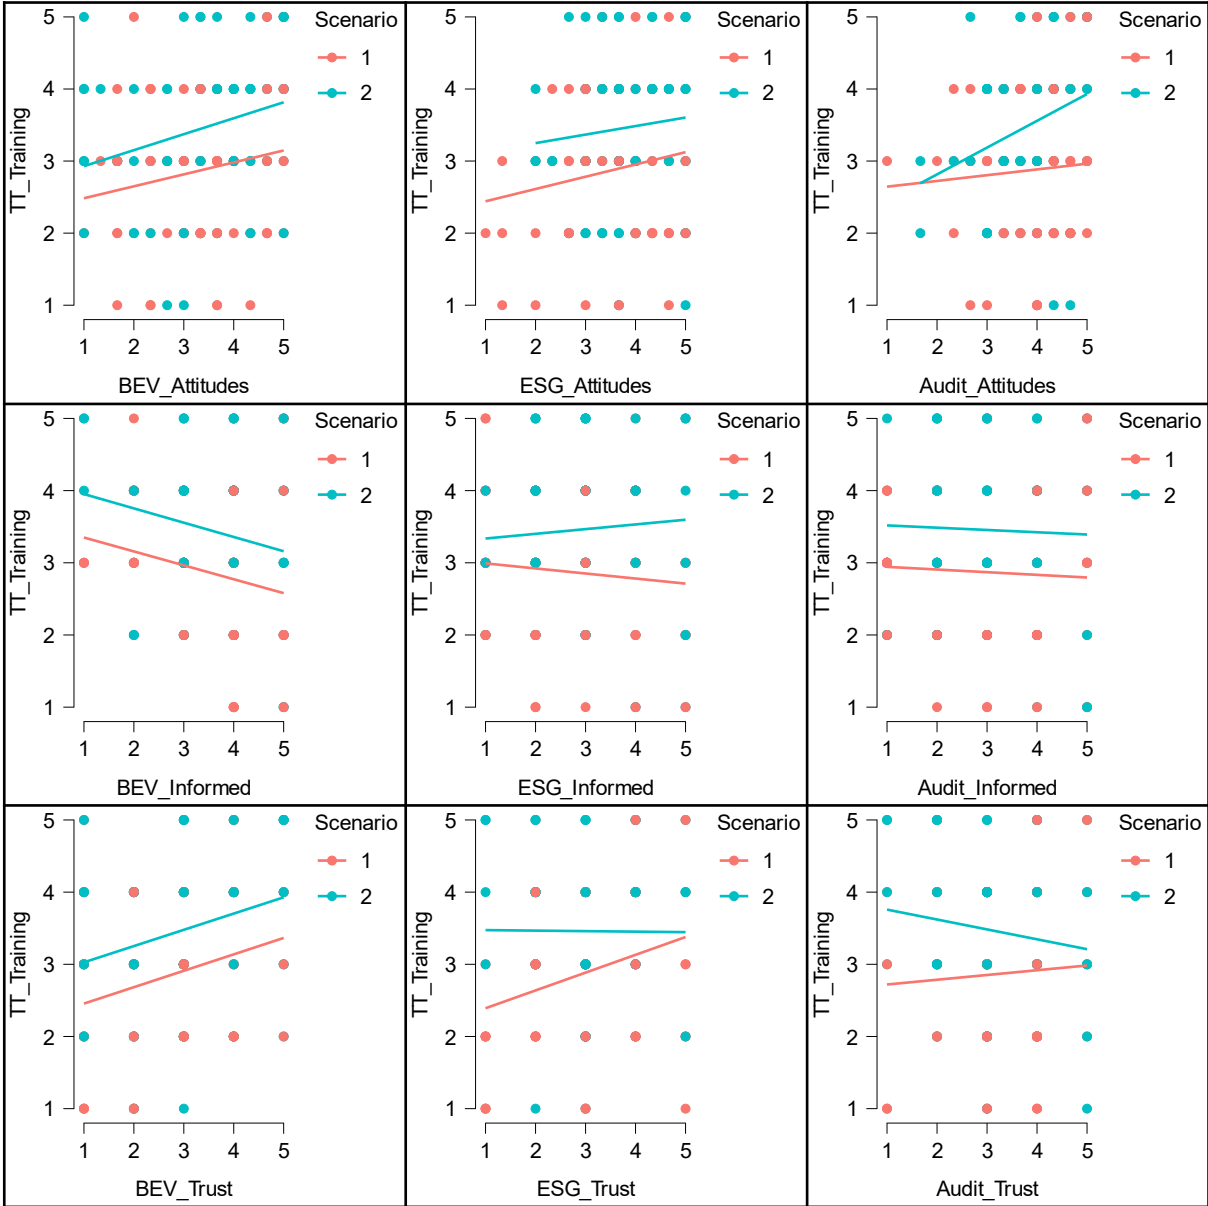 5
4
3
2
1
TT_Training
1 2 3 4 5
BEV_Attitudes
Scenario
1
2
5
4
3
2
1
TT_Training
1 2 3 4 5
ESG_Attitudes
Scenario
1
2
5
4
3
2
1
TT_Training
1 2 3 4 5
Audit_Attitudes
Scenario
1
2
5
4
3
2
1
TT_Training
1 2 3 4 5
BEV_Informed
Scenario
1
2
5
4
3
2
1
TT_Training
1 2 3 4 5
ESG_Informed
Scenario
1
2
5
4
3
2
1
TT_Training
1 2 3 4 5
Audit_Informed
Scenario
1
2
5
4
3
2
1
TT_Training
1 2 3 4 5
BEV_Trust
Scenario
1
2
5
4
3
2
1
TT_Training
1 2 3 4 5
ESG_Trust
Scenario
1
2
5
4
3
2
1
TT_Training
1 2 3 4 5
Audit_Trust
Scenario
1
2